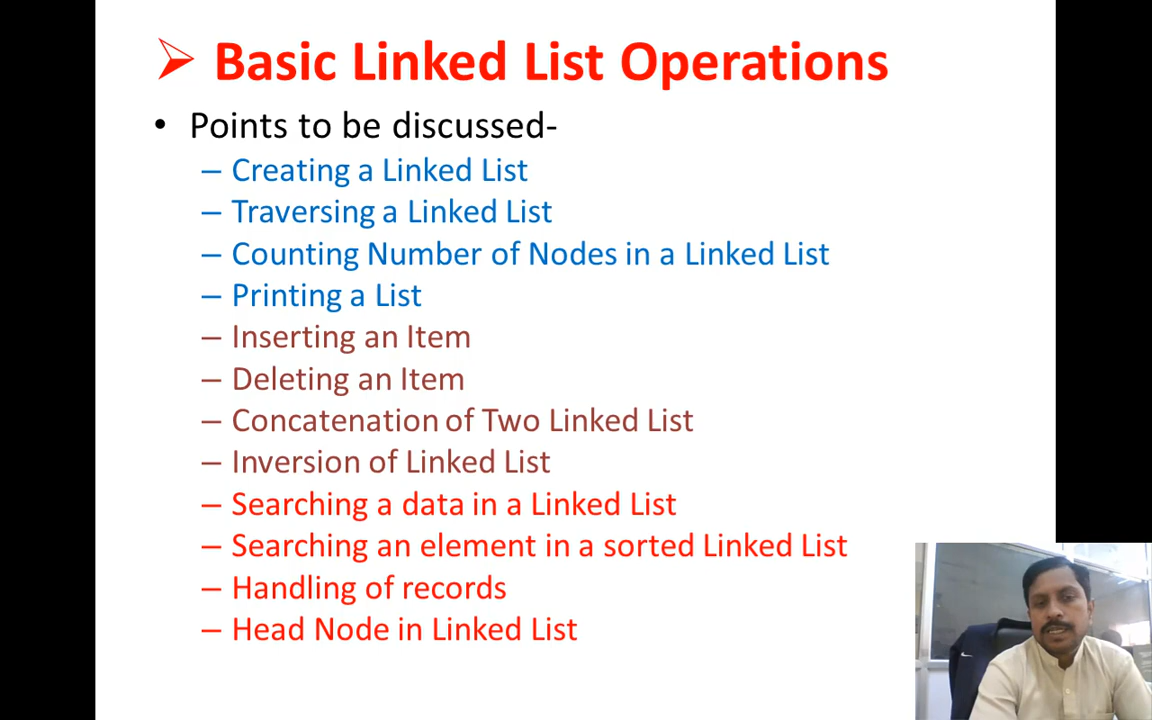 ➢ Basic Linked List Operations
• Points to be discussed-
– Creating a Linked List
– Traversing a Linked List
– Counting Number of Nodes in a Linked List
– Printing a List
– Inserting an Item
– Deleting an Item
– Concatenation of Two Linked List
– Inversion of Linked List
– Searching a data in a Linked List
– Searching an element in a sorted Linked List
– Handling of records
– Head Node in Linked List